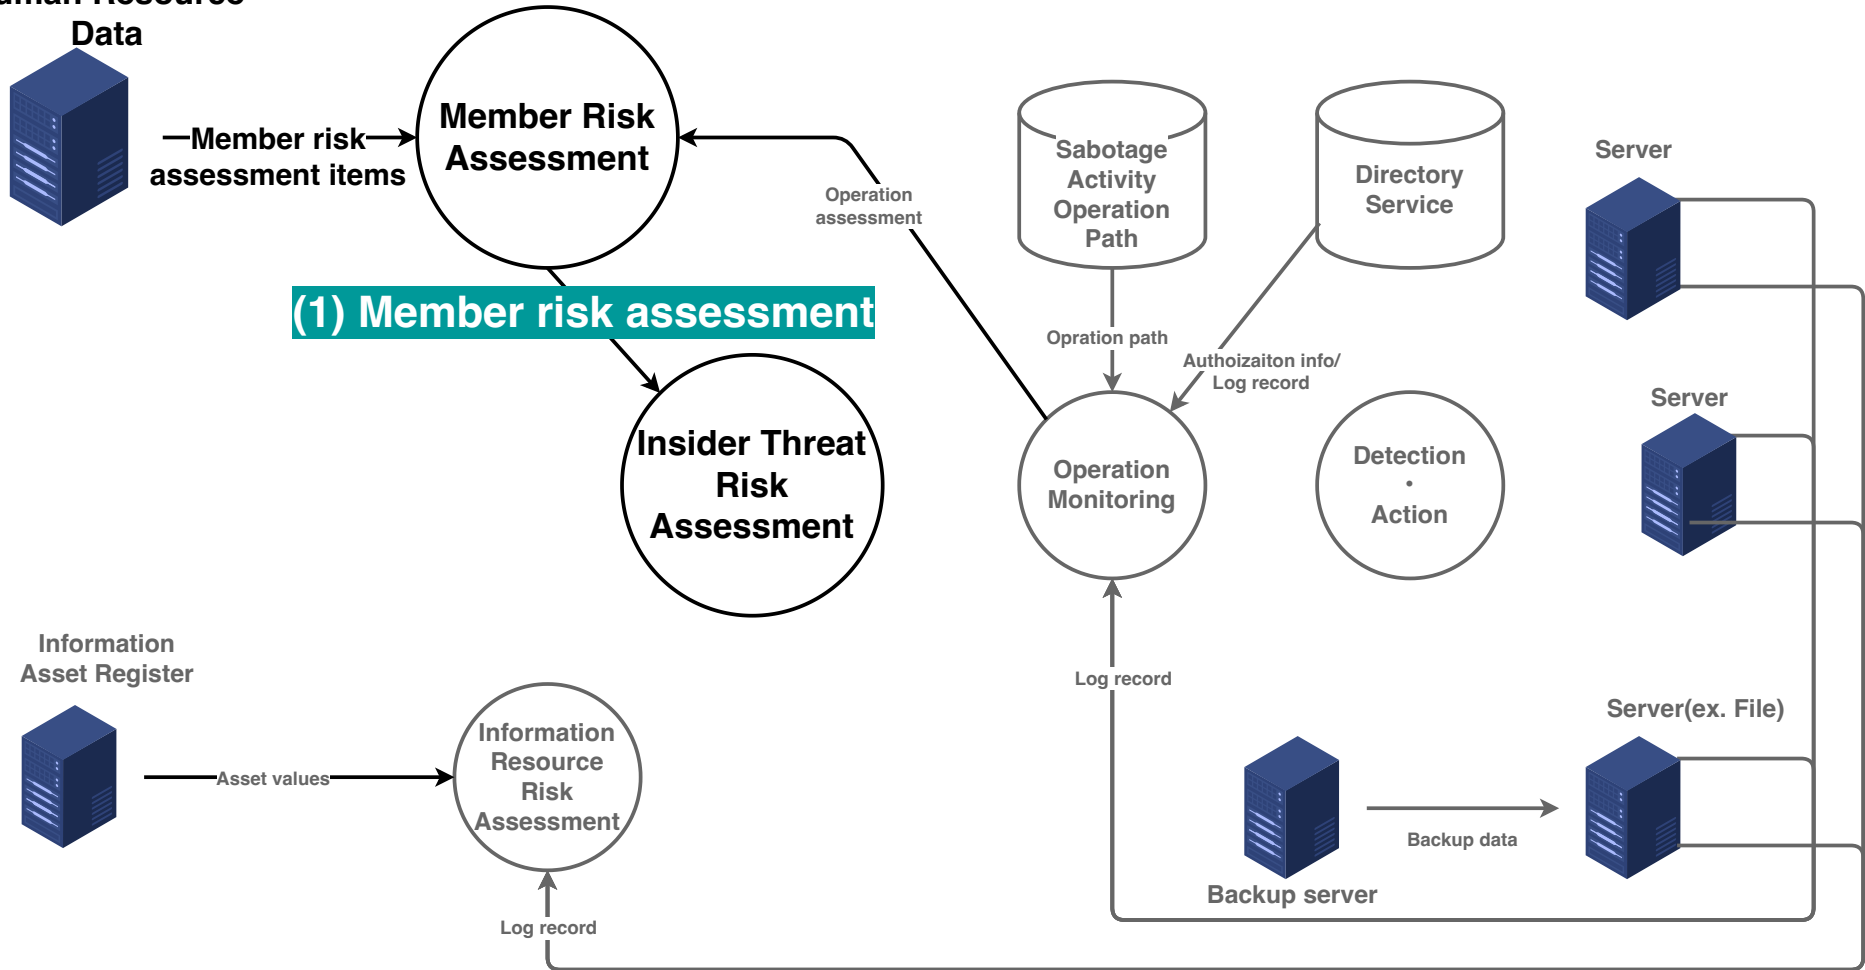 Resource
Data
Member risk
assessment items
Member Risk
Assessment
Operation
assessment
(1) Member risk assessment
Insider Threat
Risk
Assessment
Sabotage
Activity
Operation
Path
Directory
Service
Opration path
Authoizaiton info/
Log record
Operation
Monitoring
Detection
・
Action
Server
Server
Log record
Server(ex. File)
Backup data
Backup server
Information
Asset Register
Asset values
Information
Resource
Risk
Assessment
Log record